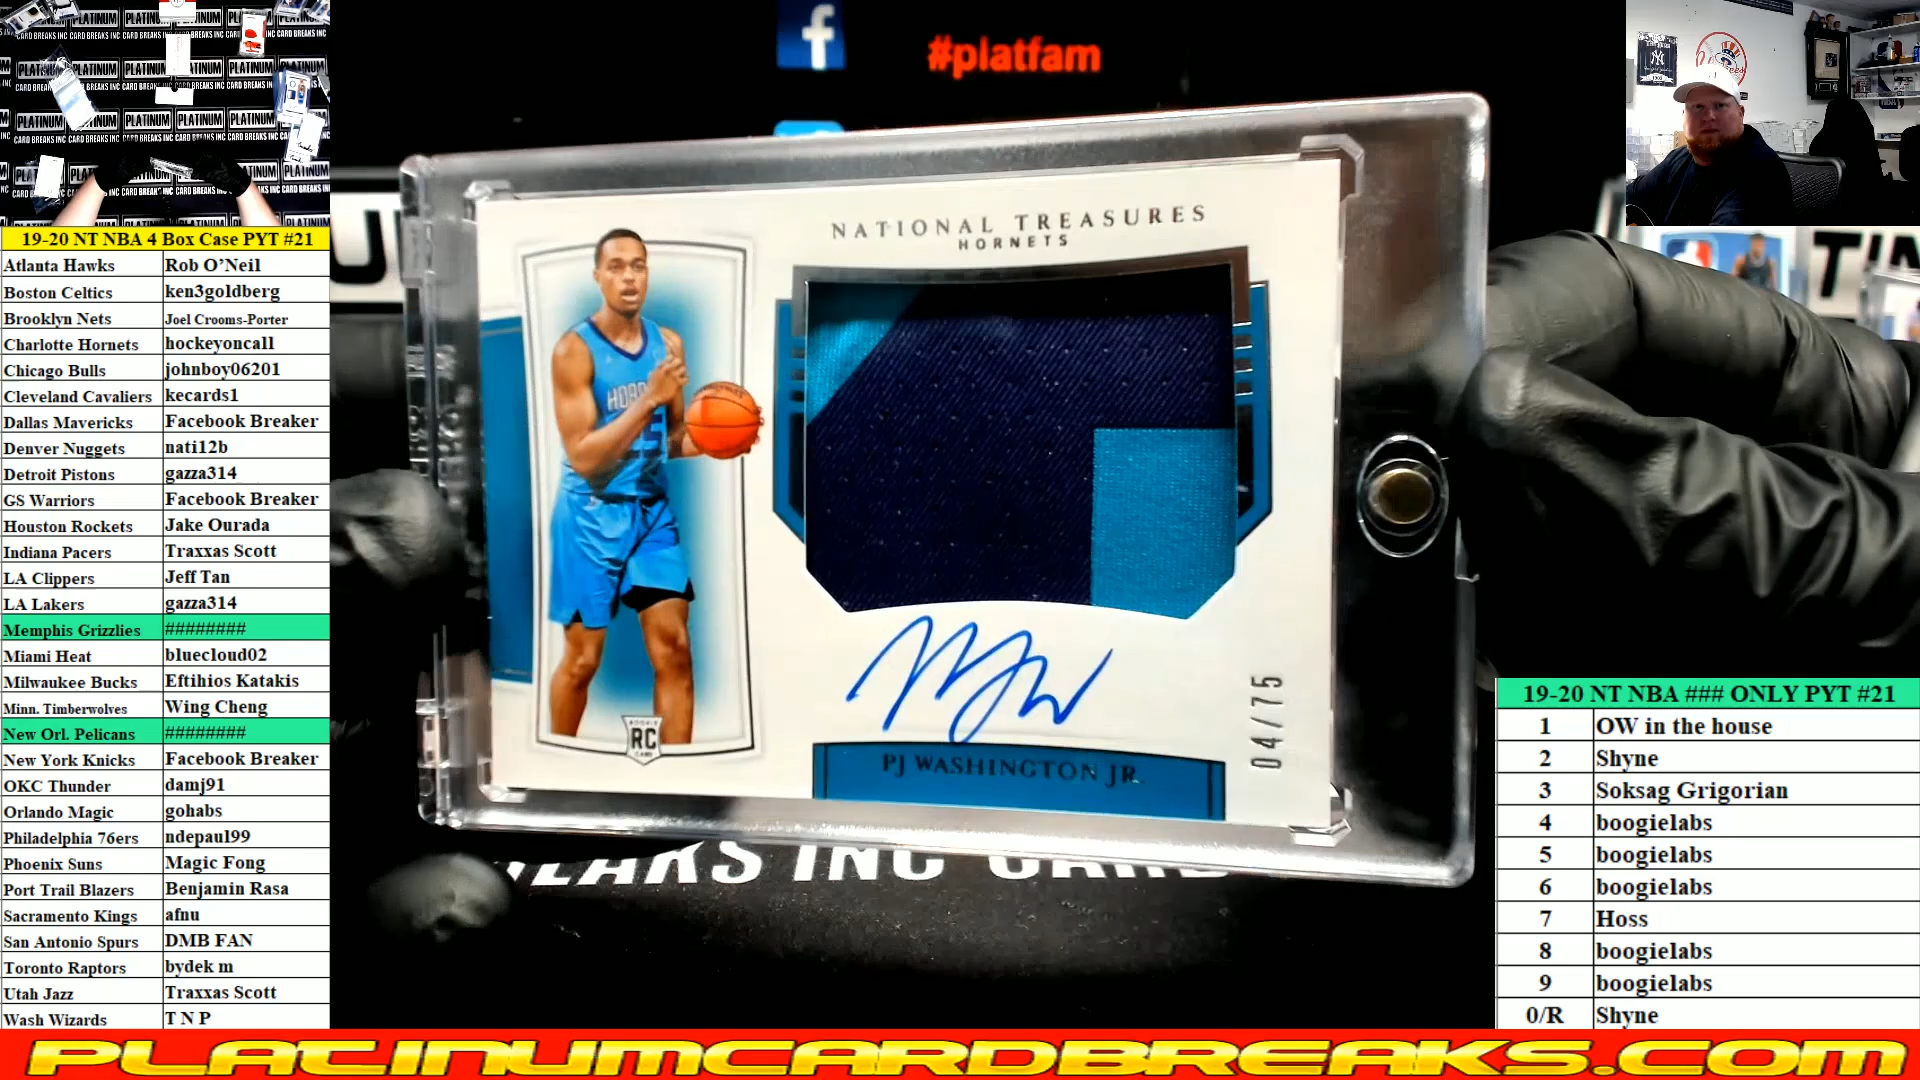 #platfam
NATIONAL TREASURES
HORNETS
ROOKIE
RC
CARD
PJ WASHINGTON JR.
04/75
19-20 NT NBA 4 Box Case PYT #21
Atlanta Hawks Rob O'Neil
Boston Celtics ken3goldberg
Brooklyn Nets Joel Crooms-Porter
Charlotte Hornets hockeyoncall
Chicago Bulls johnboy06201
Cleveland Cavaliers kecards1
Dallas Mavericks Facebook Breaker
Denver Nuggets nati12b
Detroit Pistons gazza314
GS Warriors Facebook Breaker
Houston Rockets Jake Ourada
Indiana Pacers Traxxas Scott
LA Clippers Jeff Tan
LA Lakers gazza314
Memphis Grizzlies ########
Miami Heat bluecloud02
Milwaukee Bucks Eftihios Katakis
Minn. Timberwolves Wing Cheng
New Orl. Pelicans ########
New York Knicks Facebook Breaker
OKC Thunder damj91
Orlando Magic gohabs
Philadelphia 76ers ndepaul99
Phoenix Suns Magic Fong
Port Trail Blazers Benjamin Rasa
Sacramento Kings afnu
San Antonio Spurs DMB FAN
Toronto Raptors bydek m
Utah Jazz Traxxas Scott
Wash Wizards T N P
19-20 NT NBA ### ONLY PYT #21
1 OW in the house
2 Shyne
3 Soksag Grigorian
4 boogielabs
5 boogielabs
6 boogielabs
7 Hoss
8 boogielabs
9 boogielabs
0/R Shyne
PLATINUMCARDBREAKS.COM